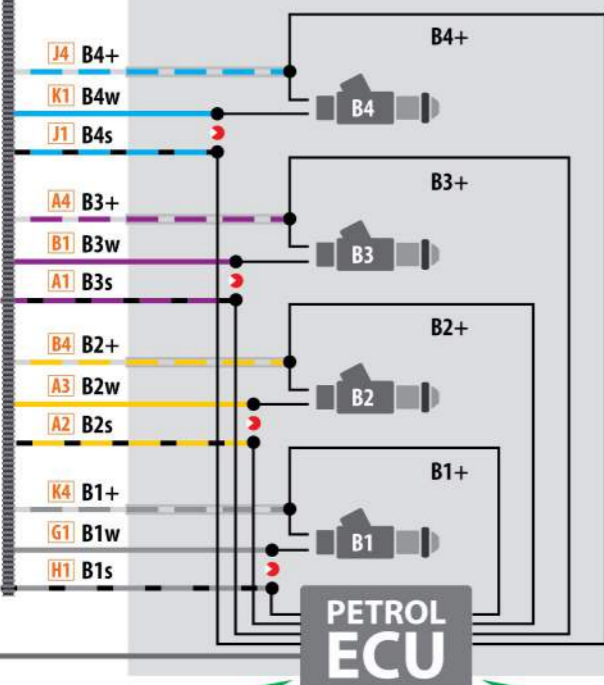 B4+
J4 B4+
K1 B4w
B4
J1 B4s
B3+
A4 B3+
B1 B3w
B3
A1 B3s
B2+
B4 B2+
A3 B2w
B2
A2 B2s
B1+
K4 B1+
G1 B1w
B1
H1 B1s
PETROL
ECU